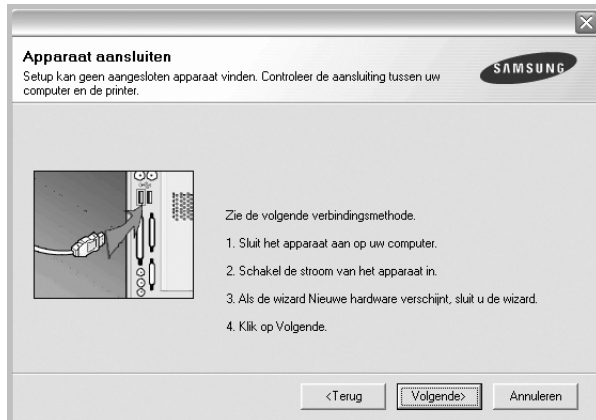 Apparaat aansluiten
Setup kan geen aangesloten apparaat vinden. Controleer de aansluiting tussen uw
computer en de printer.
SAMSUNG
Zie de volgende verbindingsmethode.
1. Sluit het apparaat aan op uw computer.
2. Schakel de stroom van het apparaat in.
3. Als de wizard Nieuwe hardware verschijnt, sluit u de wizard.
4. Klik op Volgende.
<Terug
Volgende>
Annuleren